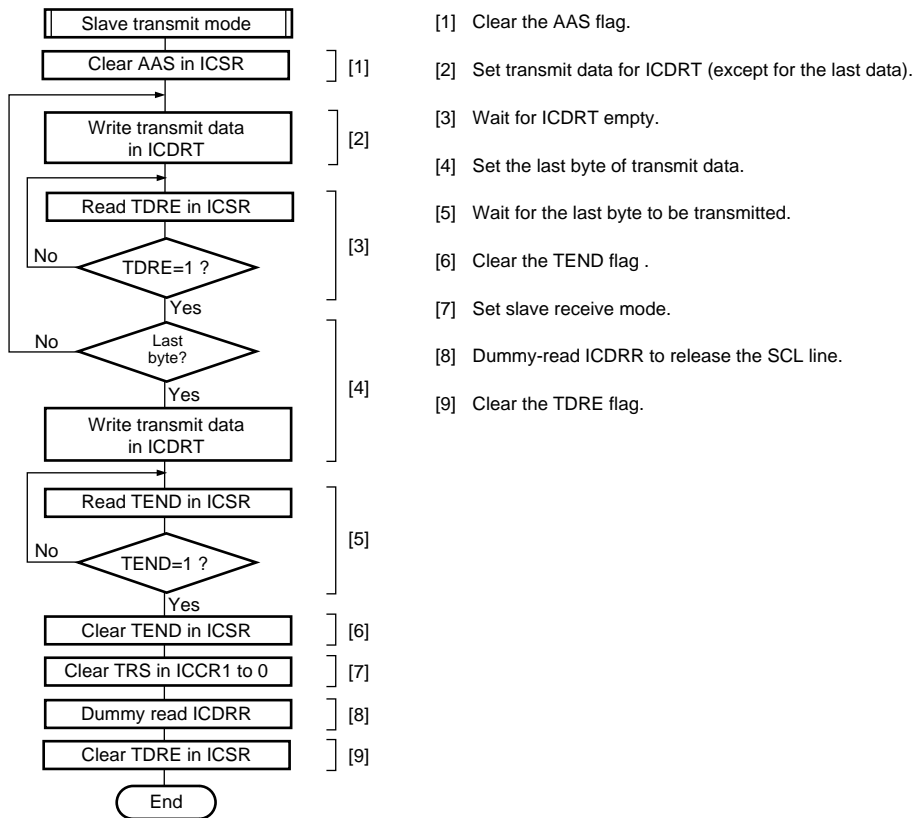 Slave transmit mode
Clear AAS in ICSR
[1]
Write transmit data
in ICDRT
[2]
Read TDRE in ICSR
No
TDRE=1 ?
[3]
Yes
No
Last
byte?
Yes
[4]
Write transmit data
in ICDRT
Read TEND in ICSR
No
TEND=1 ?
[5]
Yes
Clear TEND in ICSR
[6]
Clear TRS in ICCR1 to 0
[7]
Dummy read ICDRR
[8]
Clear TDRE in ICSR
[9]
End
[1] Clear the AAS flag.
[2] Set transmit data for ICDRT (except for the last data).
[3] Wait for ICDRT empty.
[4] Set the last byte of transmit data.
[5] Wait for the last byte to be transmitted.
[6] Clear the TEND flag .
[7] Set slave receive mode.
[8] Dummy-read ICDRR to release the SCL line.
[9] Clear the TDRE flag.